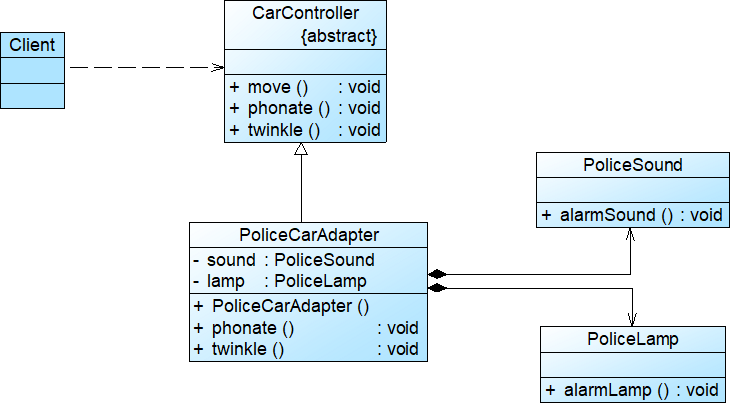 Client
CarController
{abstract}
+ move () : void
+ phonate () : void
+ twinkle () : void
PoliceCarAdapter
- sound : PoliceSound
- lamp : PoliceLamp
+ PoliceCarAdapter ()
+ phonate () : void
+ twinkle () : void
PoliceSound
+ alarmSound () : void
PoliceLamp
+ alarmLamp () : void